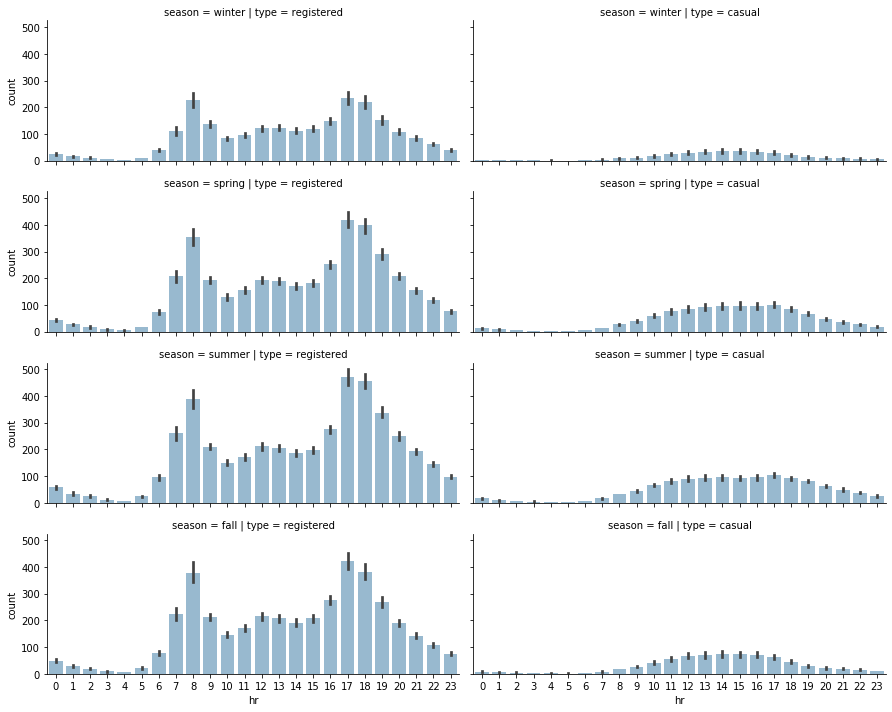 season = winter | type = registered
season = winter | type = casual
500
400
300
200
100
0
count
season = spring | type = registered
season = spring | type = casual
500
400
300
200
100
0
count
season = summer | type = registered
season = summer | type = casual
500
400
300
200
100
0
count
season = fall | type = registered
season = fall | type = casual
500
400
300
200
100
0
count
0 1 2 3 4 5 6 7 8 9 10 11 12 13 14 15 16 17 18 19 20 21 22 23
hr
0 1 2 3 4 5 6 7 8 9 10 11 12 13 14 15 16 17 18 19 20 21 22 23
hr